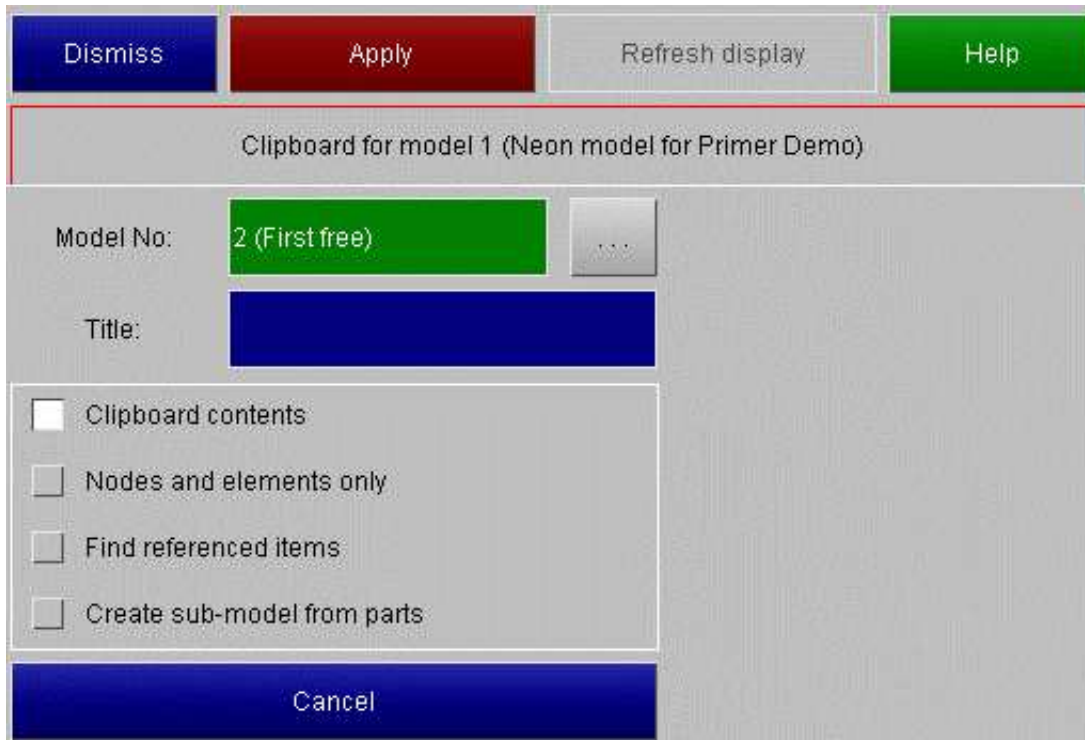 Dismiss Apply Refresh display Help
Clipboard for model 1 (Neon model for Primer Demo)
Model No: 2 (First free) ...
Title:
Clipboard contents
Nodes and elements only
Find referenced items
Create sub-model from parts
Cancel